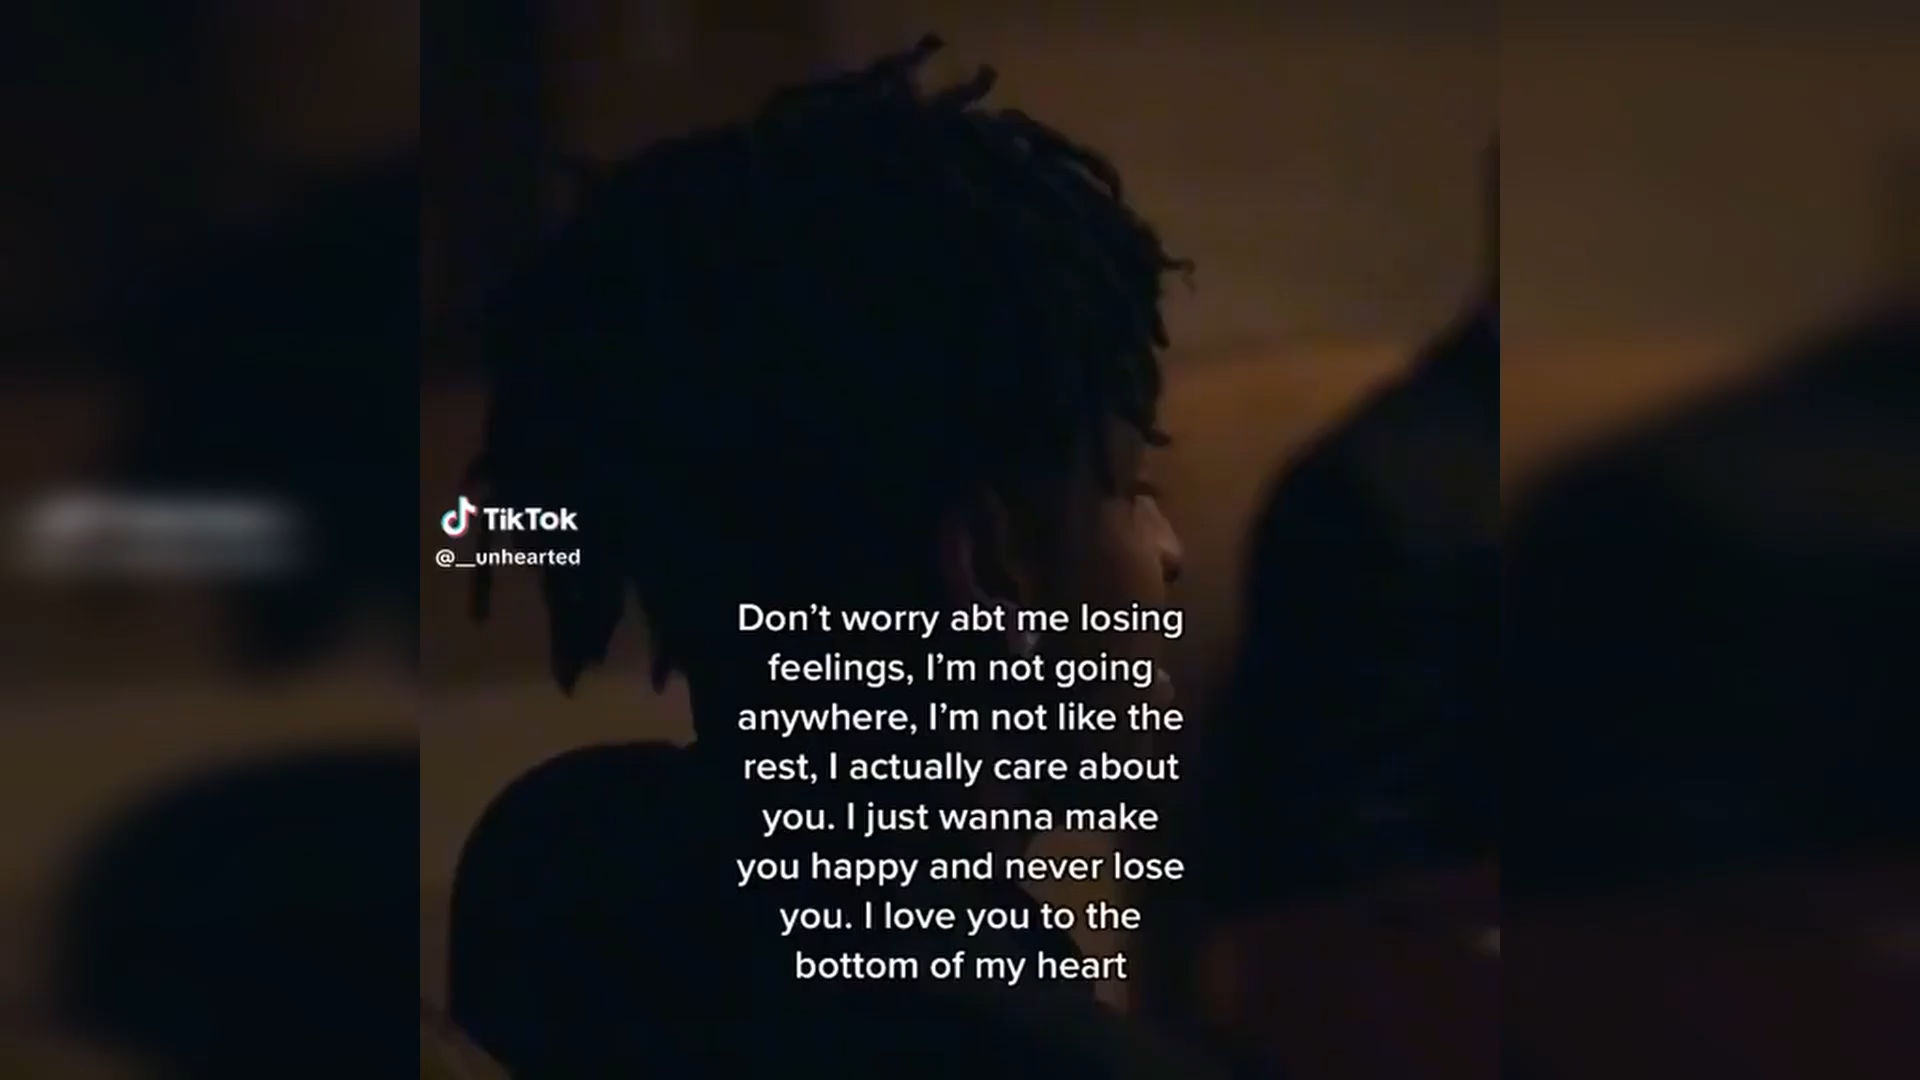 TikTok
@__unhearted
Don’t worry abt me losing
feelings, I’m not going
anywhere, I’m not like the
rest, I actually care about
you. I just wanna make
you happy and never lose
you. I love you to the
bottom of my heart